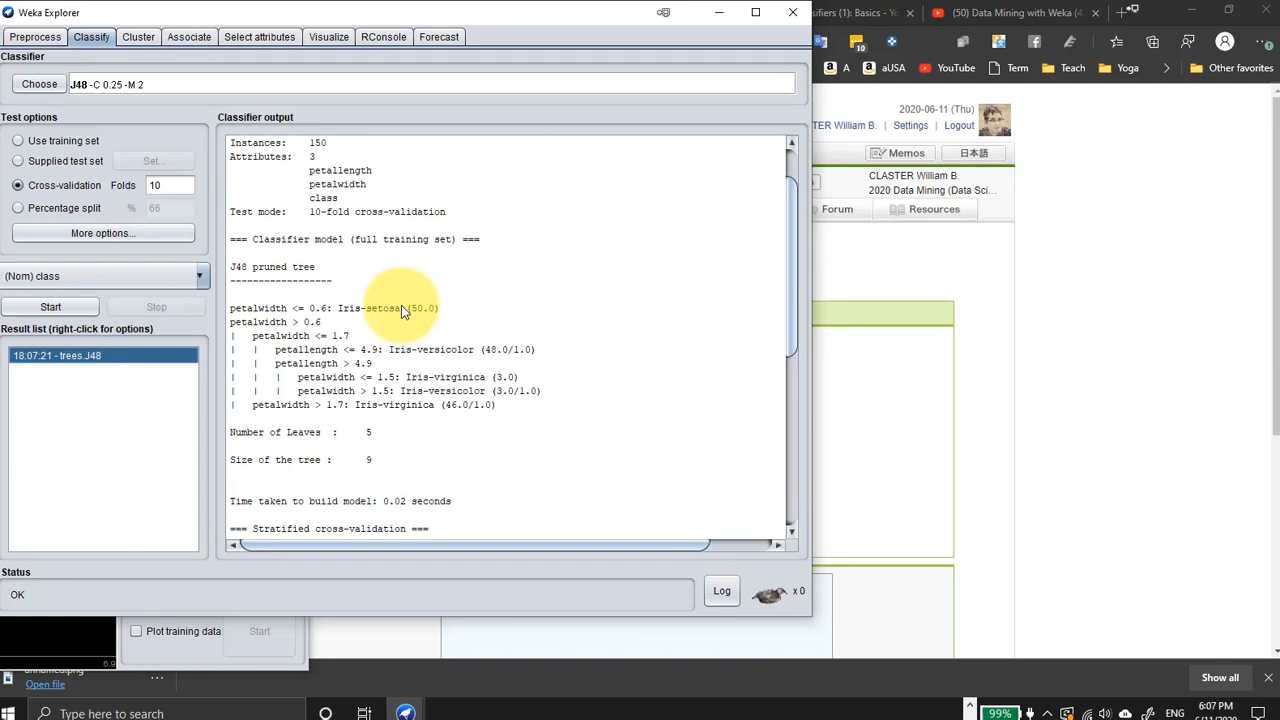 Weka Explorer
Preprocess Classify Cluster Associate Select attributes Visualize RConsole Forecast
Classifier
Choose J48 -C 0.25 -M 2
Test options
Use training set
Supplied test set Set...
Cross-validation Folds 10
Percentage split % 66
More options...
(Nom) class
Start Stop
Result list (right-click for options)
18:07:21 - trees.J48
Classifier output
Instances: 150
Attributes: 3
petallength
petalwidth
class
Test mode: 10-fold cross-validation
=== Classifier model (full training set) ===
J48 pruned tree
------------------
petalwidth <= 0.6: Iris-setosa (50.0)
petalwidth > 0.6
| petalwidth <= 1.7
| | petallength <= 4.9: Iris-versicolor (48.0/1.0)
| | petallength > 4.9
| | | petalwidth <= 1.5: Iris-virginica (3.0)
| | | petalwidth > 1.5: Iris-versicolor (3.0/1.0)
| petalwidth > 1.7: Iris-virginica (46.0/1.0)
Number of Leaves : 5
Size of the tree : 9
Time taken to build model: 0.02 seconds
=== Stratified cross-validation ===
Status
OK
Log x 0
Plot training data Start
6.9
Open file
Show all
Type here to search
99% ENG 6:07 PM
ifiers (1): Basics - Yo (50) Data Mining with Weka (4
10 A aUSA YouTube Term Teach Yoga Other favorites
2020-06-11 (Thu)
TER William B. Settings Logout
Memos 日本語
CLASTER William B.
2020 Data Mining (Data Sci...
Forum Resources